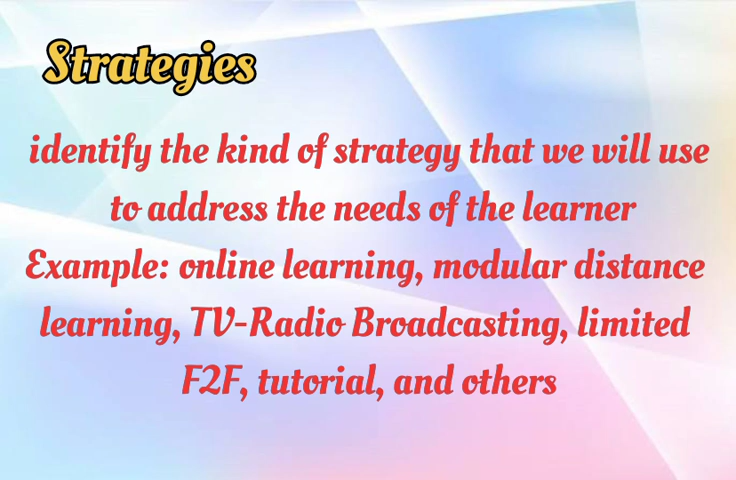 Strategies
identify the kind of strategy that we will use
to address the needs of the learner
Example: online learning, modular distance
learning, TV-Radio Broadcasting, limited
F2F, tutorial, and others